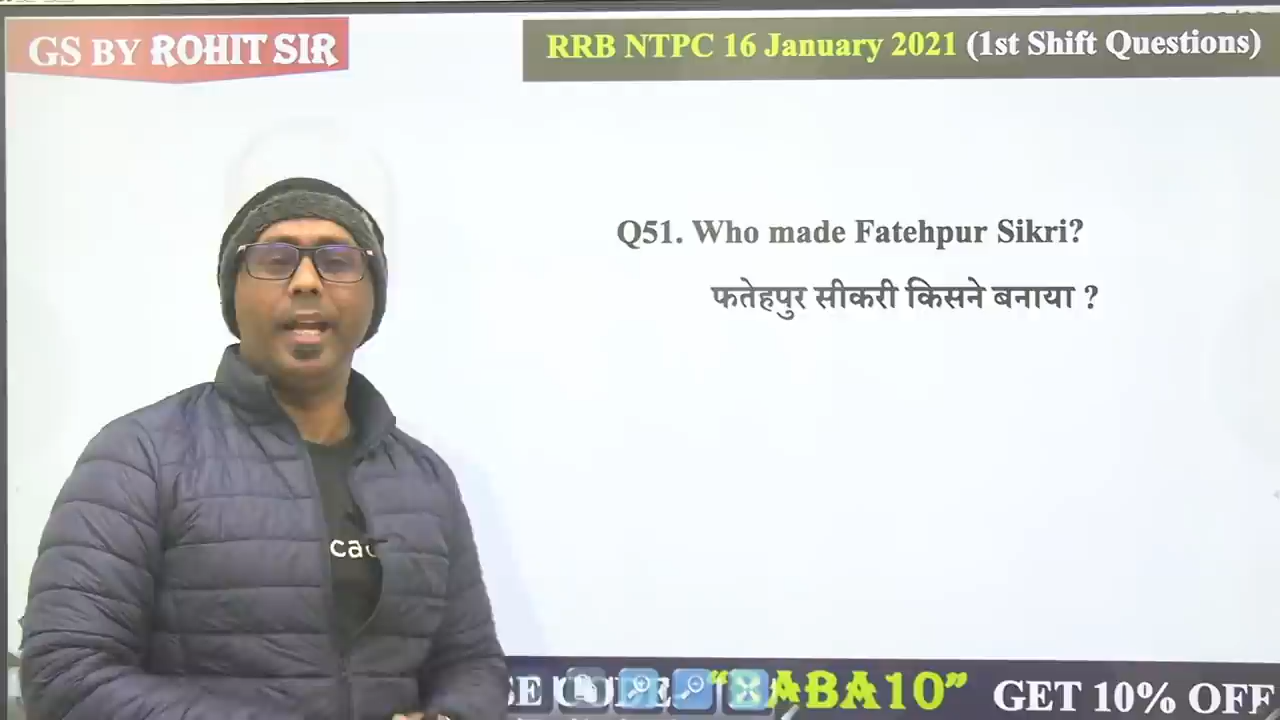 GS BY ROHIT SIR
RRB NTPC 16 January 2021 (1st Shift Questions)
Q51. Who made Fatehpur Sikri?
फतेहपुर सीकरी किसने बनाया ?
GET 10% OFF